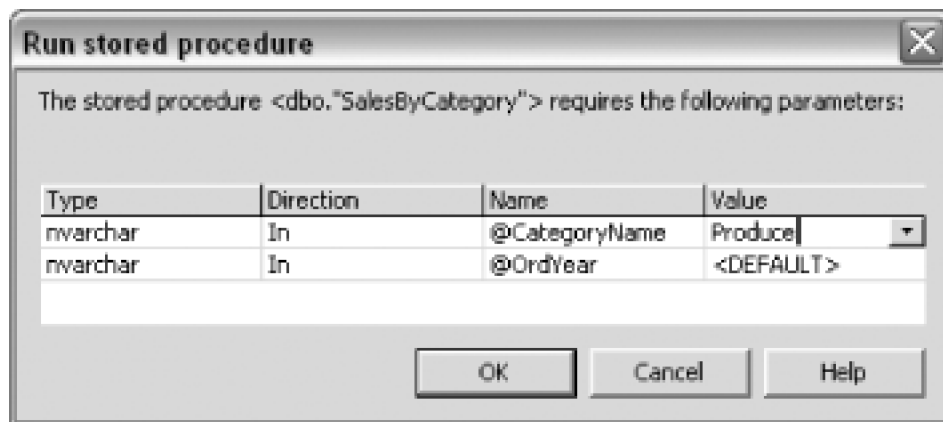 Run stored procedure
The stored procedure <dbo."SalesByCategory"> requires the following parameters:
Type Direction Name Value
nvarchar In @CategoryName Produce
nvarchar In @OrdYear <DEFAULT>
OK Cancel Help